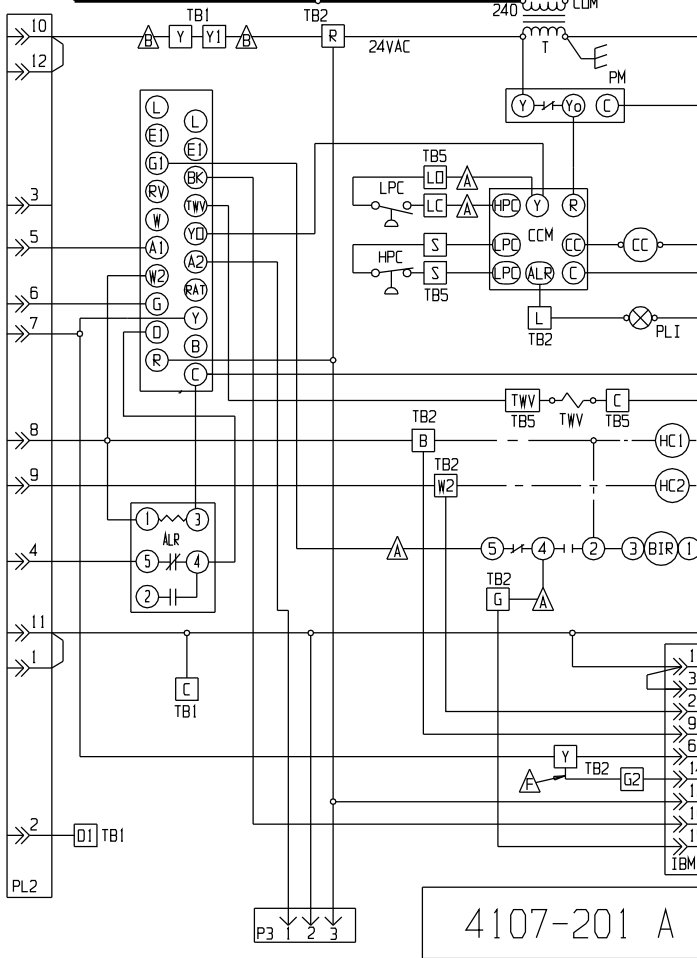 240 COM
10 TB1 TB2
B Y Y1 B R 24VAC T
12 PM
Y Yo C
L L
E1 E1
G1 BK TB5
LPC LO A
RV TWV LC A HPC Y R
3
W YO CCM
5 A1 A2 HPC S LPC CC CC
W2 RAT S LPC ALR C
TB5
6 G Y
7 L PLI
D B TB2
R C
TWV TWV C
TB5 TB5
8 TB2 B HC1
9 TB2 W2 HC2
1 3
ALR
4 5 4 A 5 4 2 3 BIR 1
2 TB2 G A
11
1 1
C 3
TB1 2
9
Y 6
F TB2 G2 14
1
1
2 D1 TB1 1
PL2 IBM
P3 1 2 3
4107-201 A